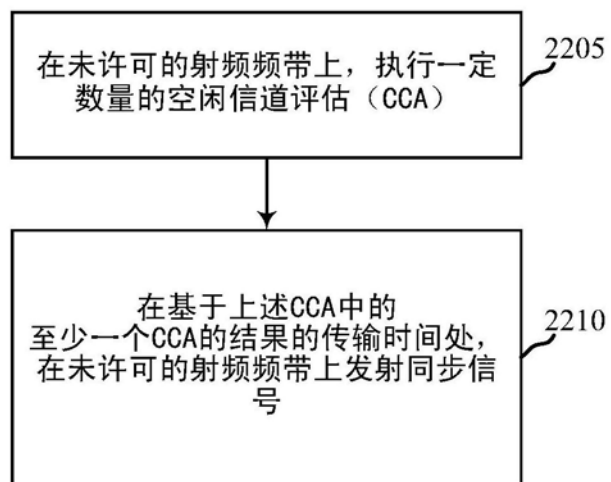 在未许可的射频频带上，执行一定
数量的空闲信道评估（CCA）
2205
在基于上述CCA中的
至少一个CCA的结果的传输时间处，
在未许可的射频频带上发射同步信
号
2210